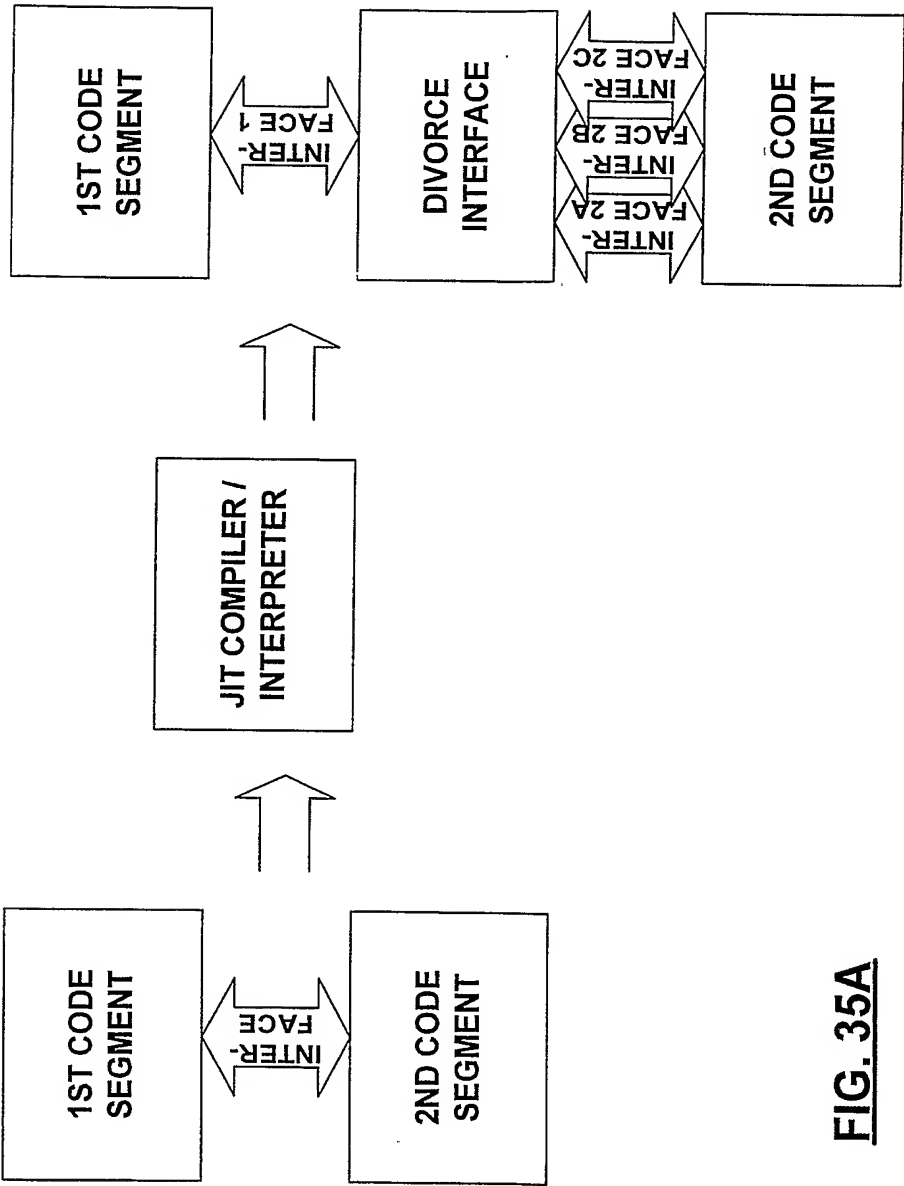 1ST CODE
SEGMENT
INTER-
FACE
2ND CODE
SEGMENT
JIT COMPILER /
INTERPRETER
1ST CODE
SEGMENT
INTER-
FACE 1
DIVORCE
INTERFACE
INTER-
FACE 2A
INTER-
FACE 2B
INTER-
FACE 2C
2ND CODE
SEGMENT
FIG. 35A